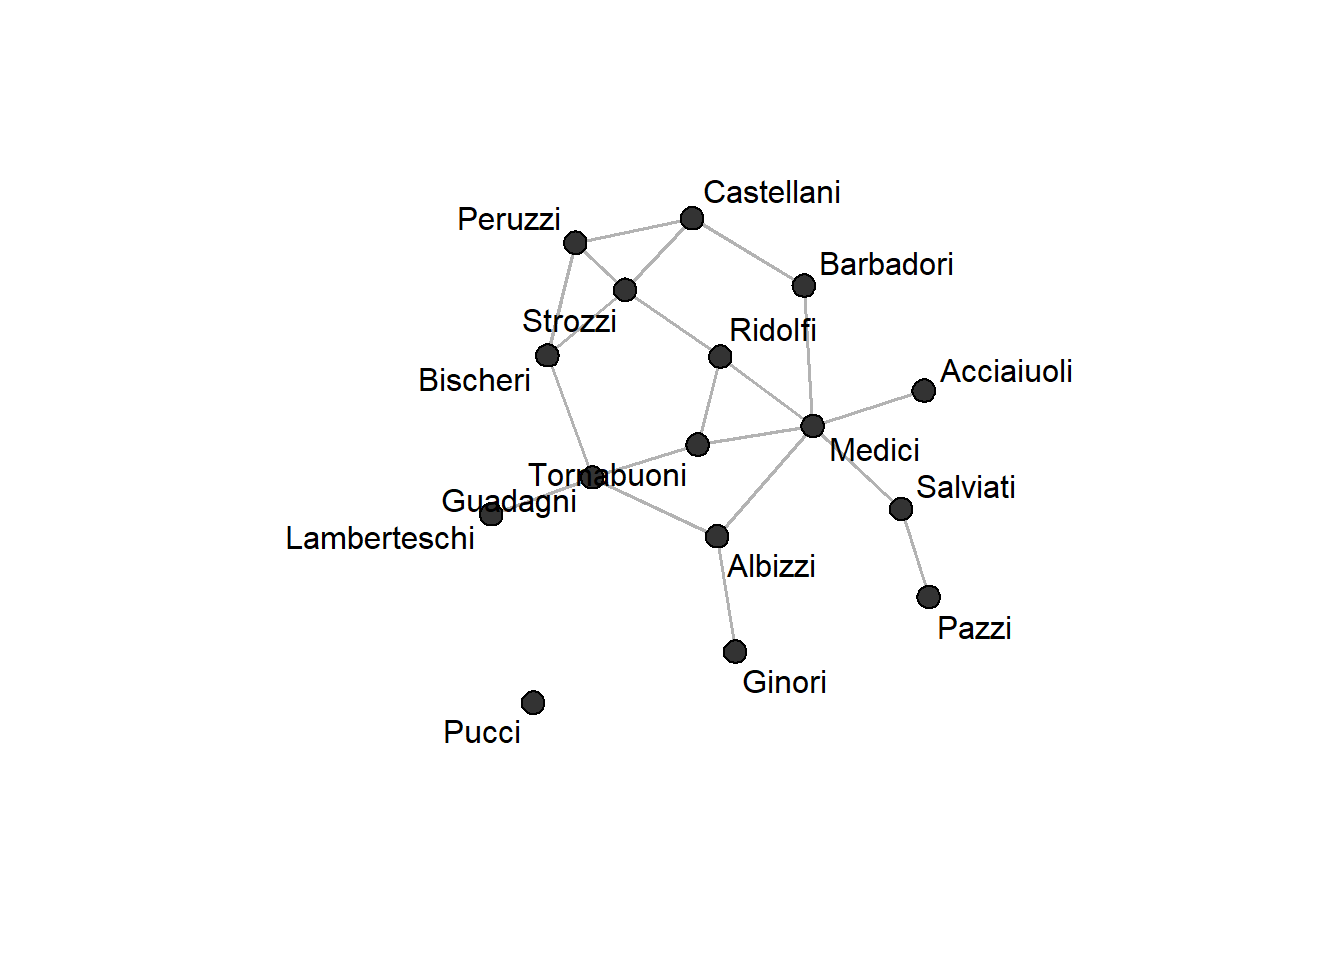 Castellani
Peruzzi
Barbadori
Strozzi
Ridolfi
Acciaiuoli
Bischeri
Medici
Tornabuoni
Salviati
Guadagni
Lamberteschi
Albizzi
Pazzi
Ginori
Pucci